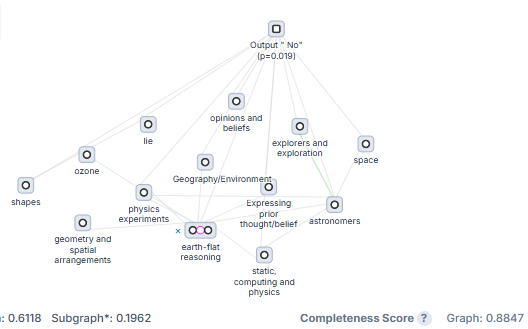 Output " No"
(p=0.019)
opinions and
beliefs
lie
explorers and
exploration
space
ozone
Geography/Environment
shapes
physics
experiments
Expressing
prior
thought/belief
astronomers
geometry and
spatial
arrangements
×
earth-flat
reasoning
static,
computing and
physics
: 0.6118 Subgraph*: 0.1962
Completeness Score ? Graph: 0.8847